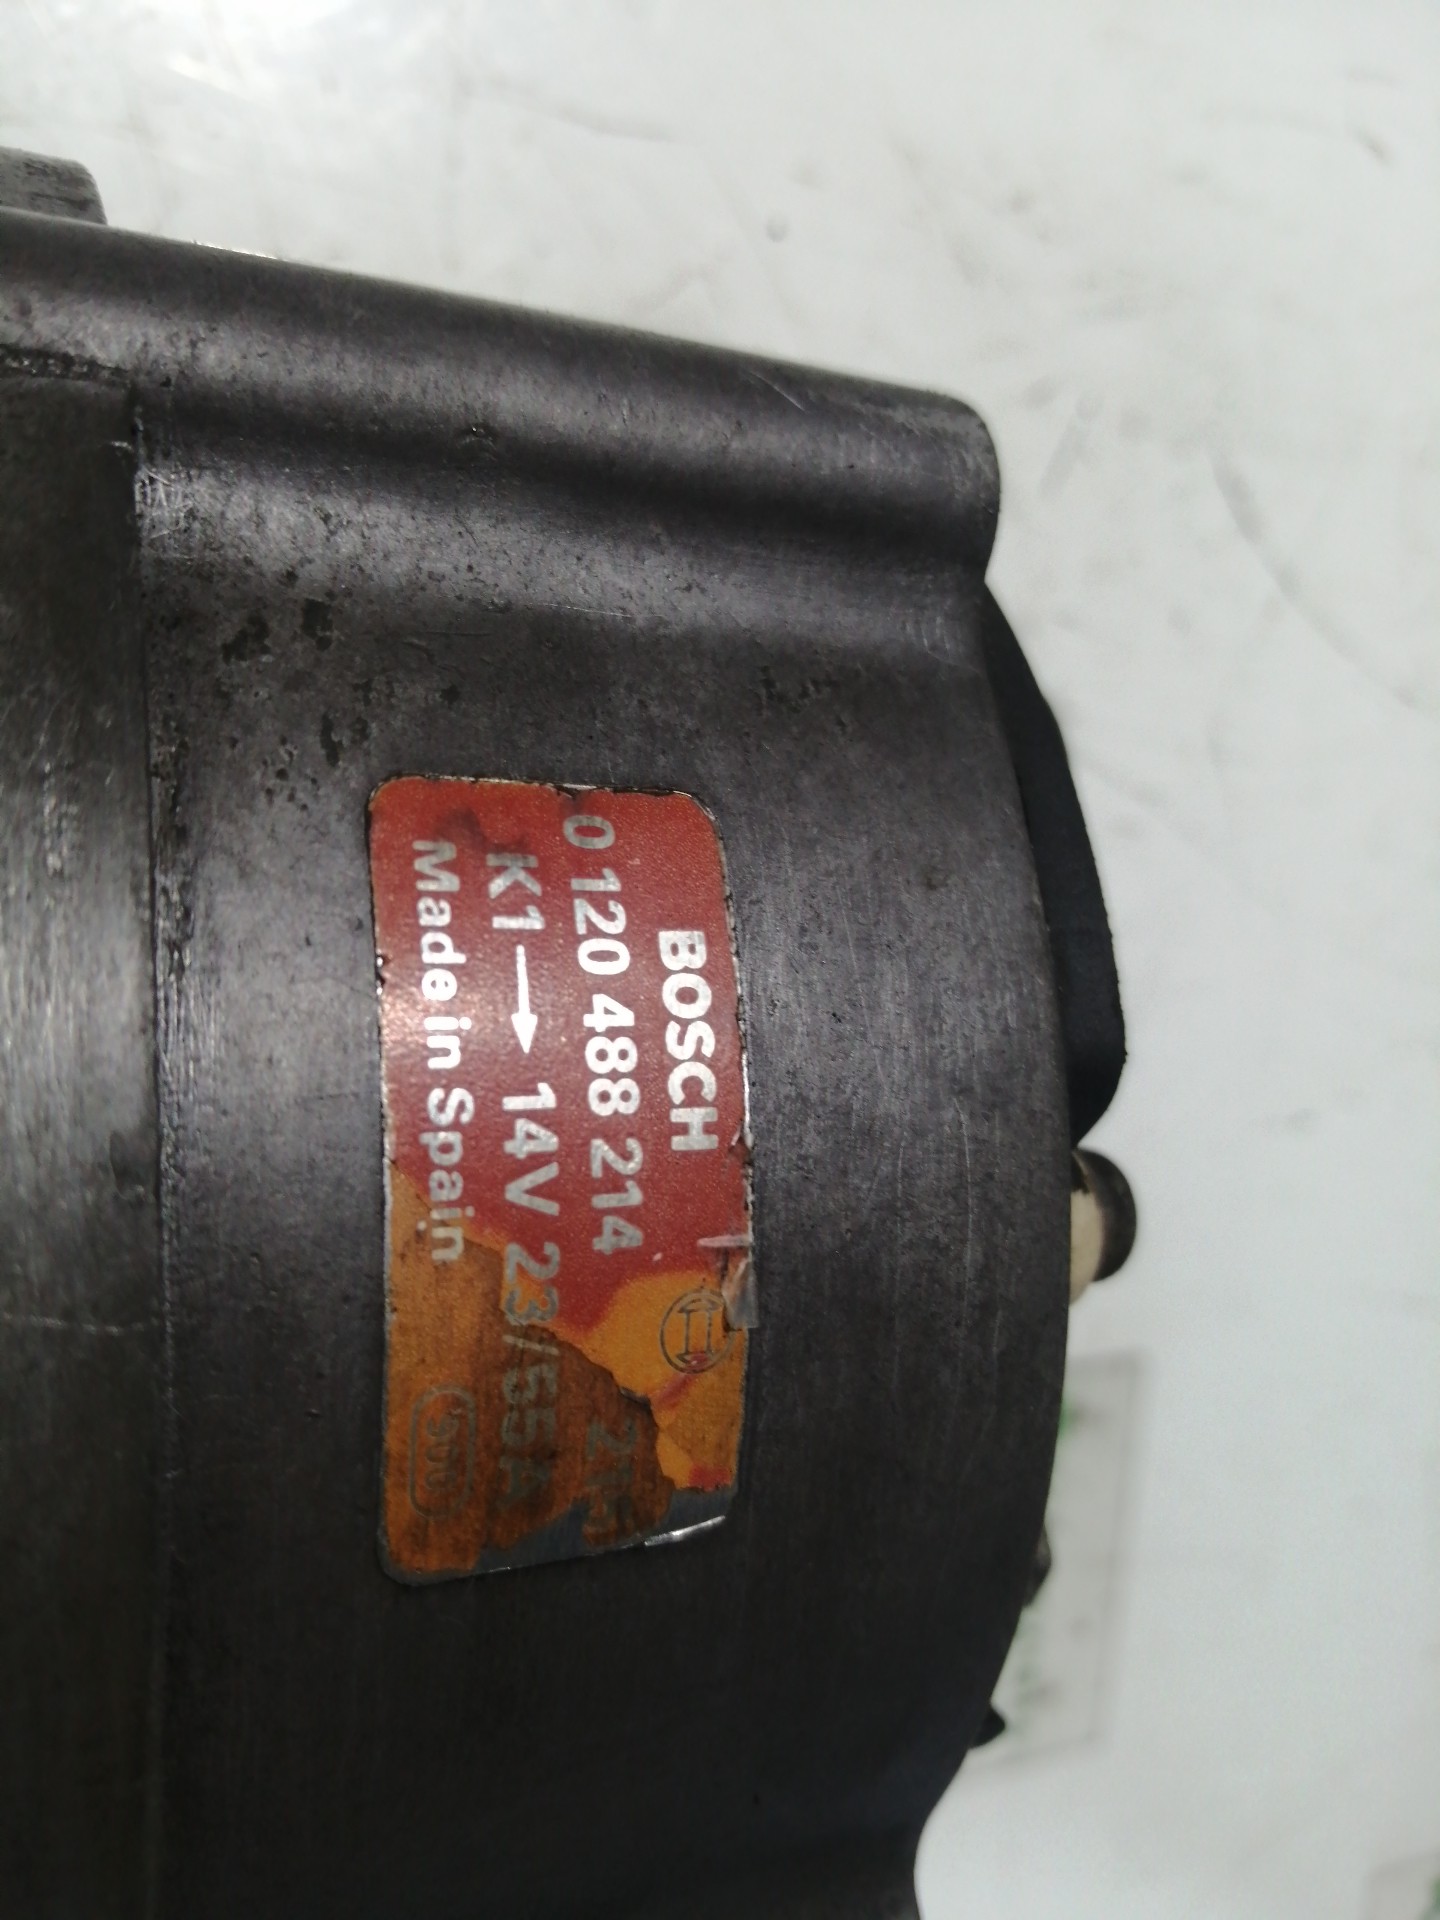 BOSCH
0 120 488 214
K1 → 14V 23/55A
Made in Spain